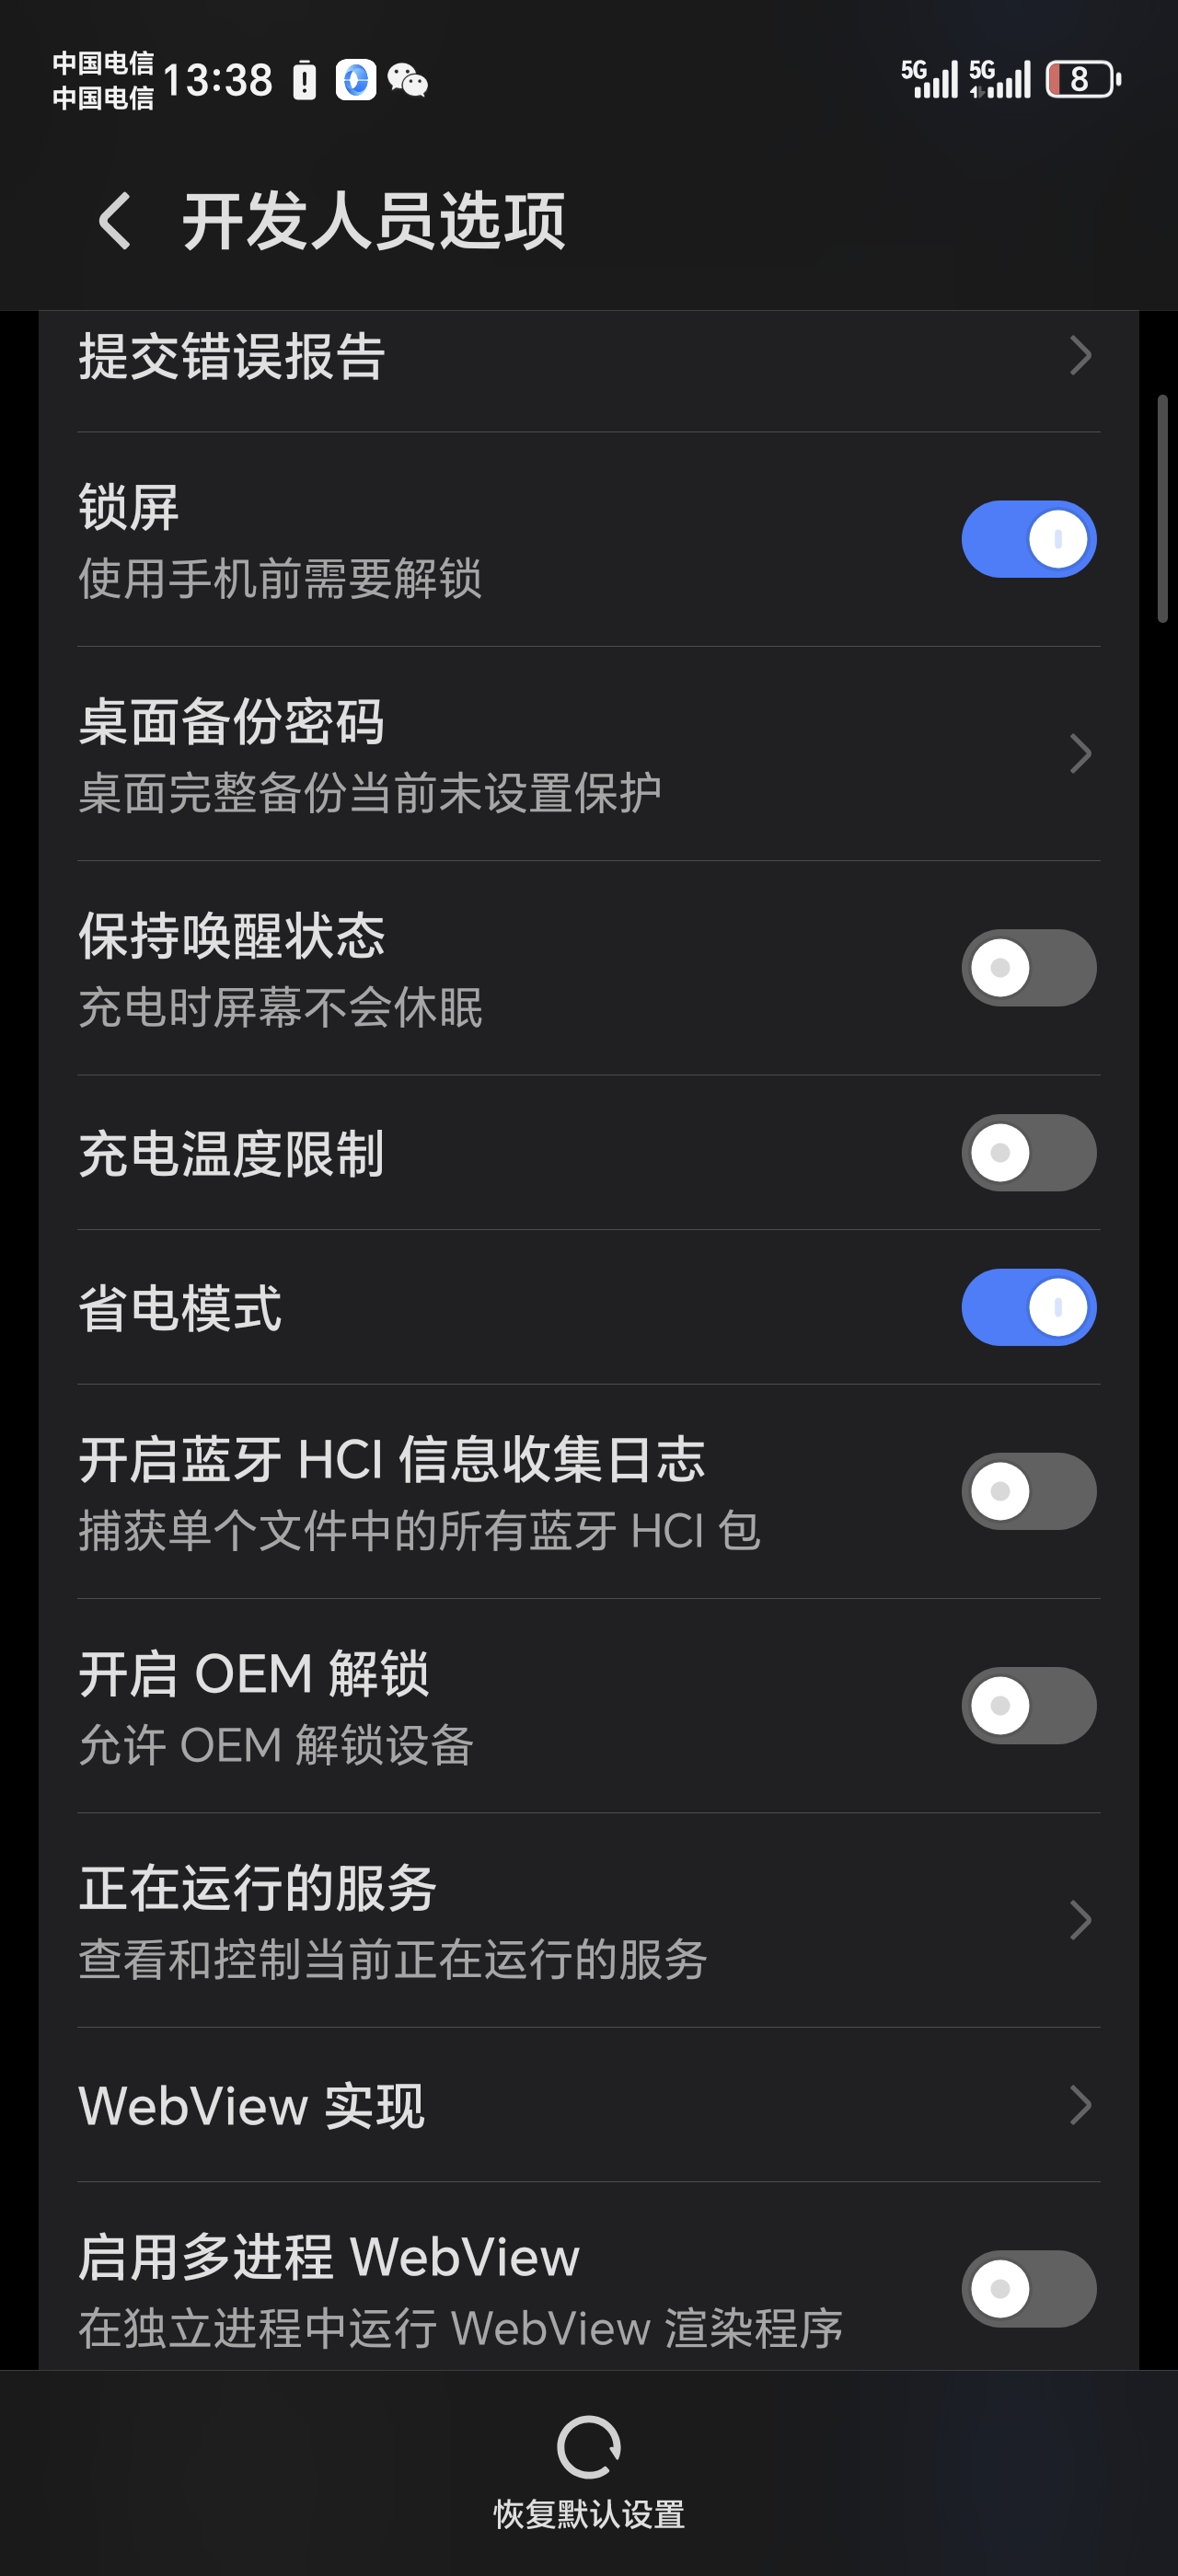 中国电信
中国电信
13:38
5G
5G
8
开发人员选项
提交错误报告
锁屏
使用手机前需要解锁
桌面备份密码
桌面完整备份当前未设置保护
保持唤醒状态
充电时屏幕不会休眠
充电温度限制
省电模式
开启蓝牙 HCI 信息收集日志
捕获单个文件中的所有蓝牙 HCI 包
开启 OEM 解锁
允许 OEM 解锁设备
正在运行的服务
查看和控制当前正在运行的服务
WebView 实现
启用多进程 WebView
在独立进程中运行 WebView 渲染程序
恢复默认设置